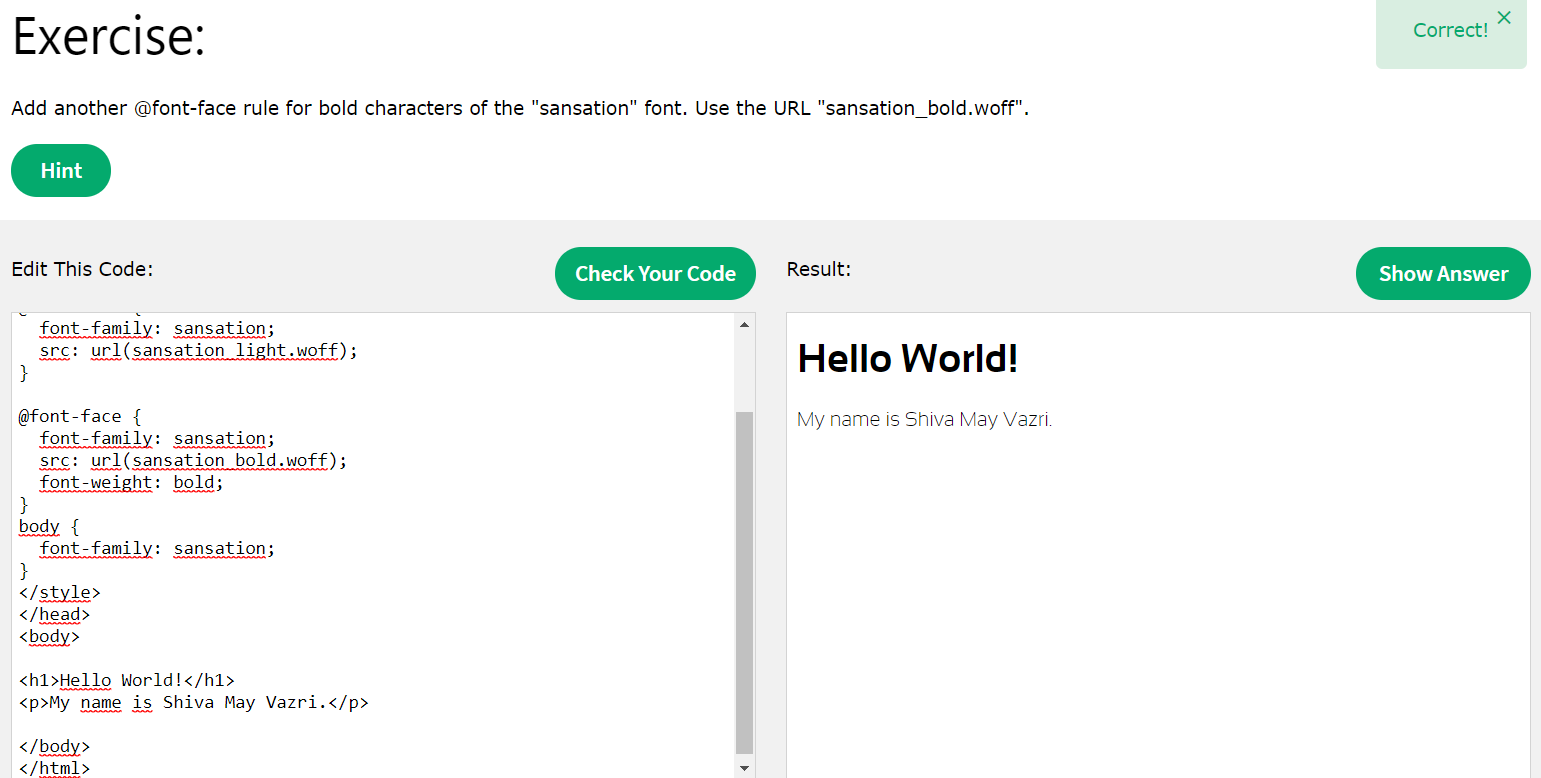 Exercise:
Correct!
Add another @font-face rule for bold characters of the "sansation" font. Use the URL "sansation_bold.woff".
Hint
Edit This Code:
Check Your Code
Result:
Show Answer
font-family: sansation;
src: url(sansation_light.woff);
}
@font-face {
font-family: sansation;
src: url(sansation_bold.woff);
font-weight: bold;
}
body {
font-family: sansation;
}
</style>
</head>
<body>
<h1>Hello World!</h1>
<p>My name is Shiva May Vazri.</p>
</body>
</html>
Hello World!
My name is Shiva May Vazri.